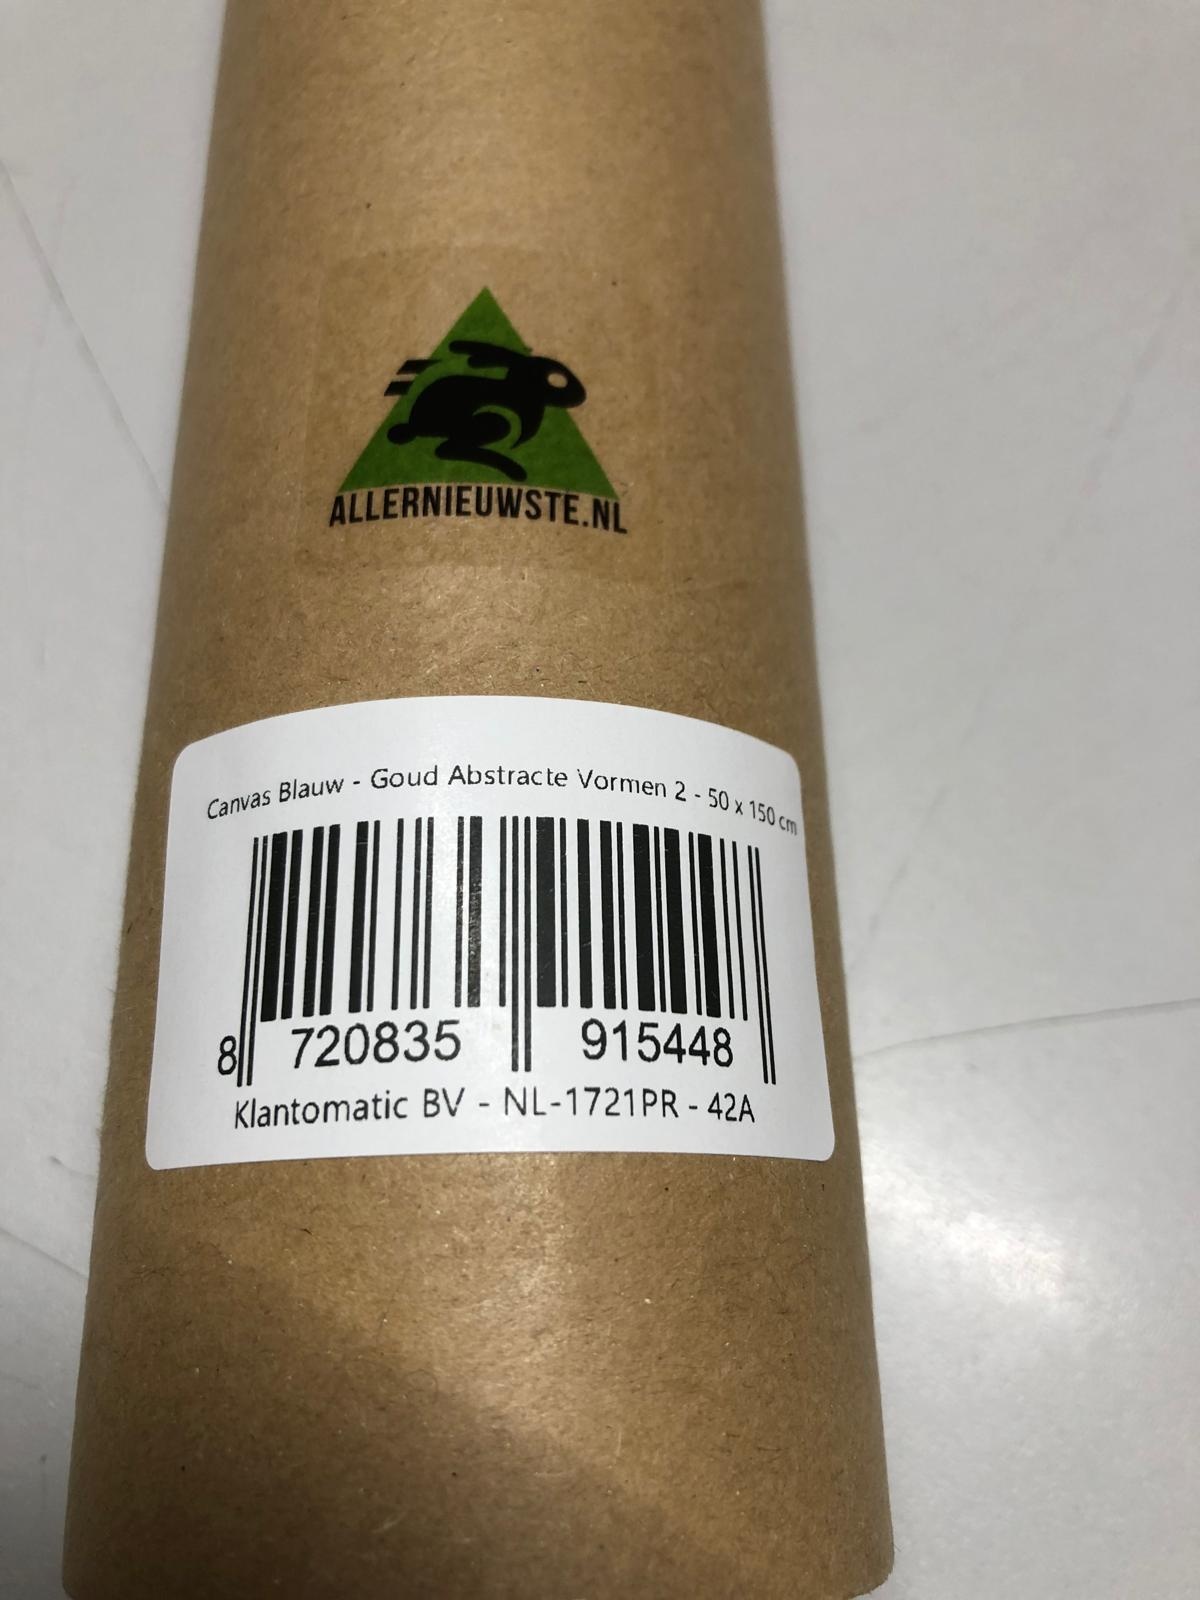 ALLERNIEUWSTE.NL
Canvas Blauw - Goud Abstracte Vormen 2 - 50 x 150 cm
8 720835 915448
Klantomatic BV - NL-1721PR - 42A